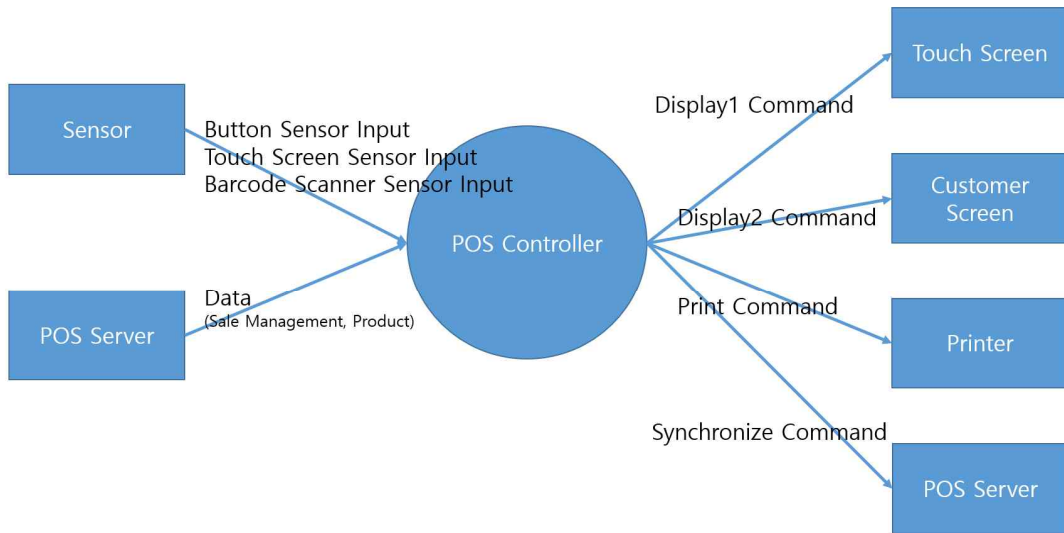 Sensor
Button Sensor Input
Touch Screen Sensor Input
Barcode Scanner Sensor Input
POS Server
Data
(Sale Management, Product)
POS Controller
Display1 Command
Touch Screen
Display2 Command
Customer
Screen
Print Command
Printer
Synchronize Command
POS Server